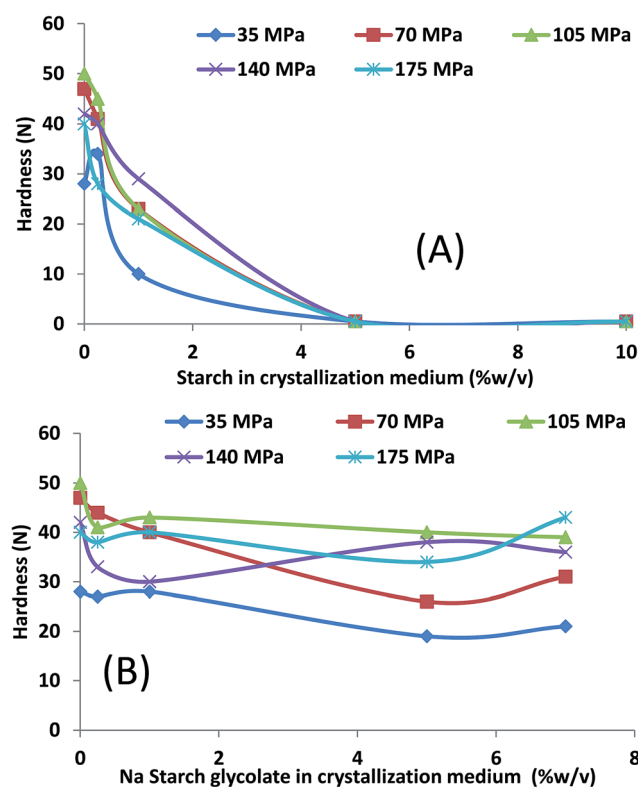 35 MPa 70 MPa 105 MPa
140 MPa 175 MPa
60
50
40
30
20
10
0
Hardness (N)
(A)
0 2 4 6 8 10
Starch in crystallization medium (%w/v)
35 MPa 70 MPa 105 MPa
140 MPa 175 MPa
60
50
40
30
20
10
0
Hardness (N)
(B)
0 2 4 6 8
Na Starch glycolate in crystallization medium (%w/v)